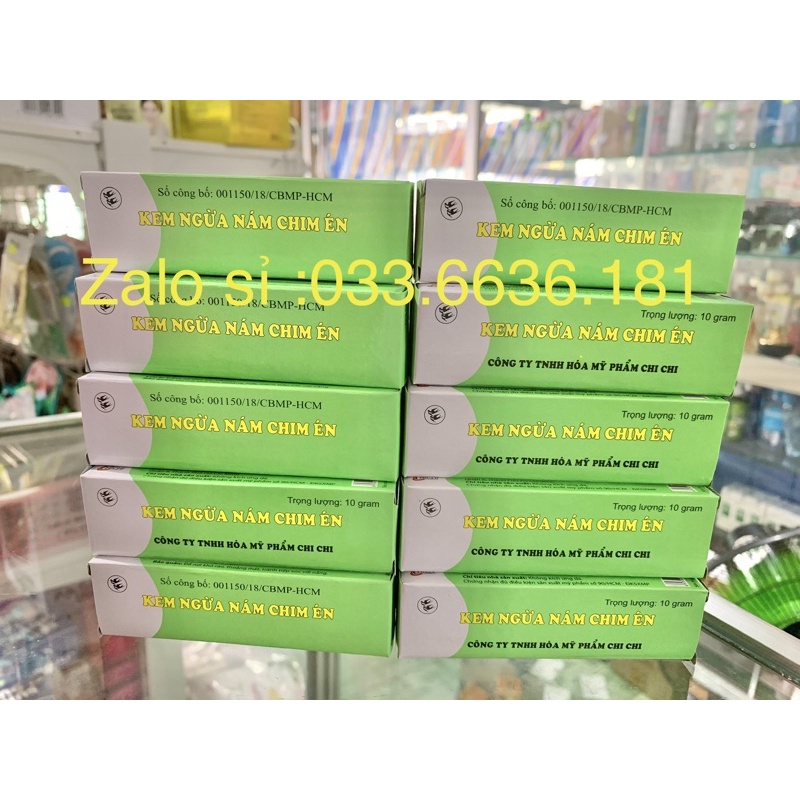 Số công bố: 001150/18/CBMP-HCM
KEM NGỪA NÁM CHIM ÉN
Số công bố: 001150/18/CBMP-HCM
KEM NGỪA NÁM CHIM ÉN
Zalo sỉ :033.6636.181
Số công bố: 001150/18/CBMP-HCM
KEM NGỪA NÁM CHIM ÉN
Trọng lượng: 10 gram
KEM NGỪA NÁM CHIM ÉN
CÔNG TY TNHH HÓA MỸ PHẨM CHI CHI
Số công bố: 001150/18/CBMP-HCM
KEM NGỪA NÁM CHIM ÉN
Trọng lượng: 10 gram
KEM NGỪA NÁM CHIM ÉN
CÔNG TY TNHH HÓA MỸ PHẨM CHI CHI
Trọng lượng: 10 gram
KEM NGỪA NÁM CHIM ÉN
CÔNG TY TNHH HÓA MỸ PHẨM CHI CHI
Trọng lượng: 10 gram
KEM NGỪA NÁM CHIM ÉN
CÔNG TY TNHH HÓA MỸ PHẨM CHI CHI
Số công bố: 001150/18/CBMP-HCM
KEM NGỪA NÁM CHIM ÉN
Trọng lượng: 10 gram
KEM NGỪA NÁM CHIM ÉN
CÔNG TY TNHH HÓA MỸ PHẨM CHI CHI